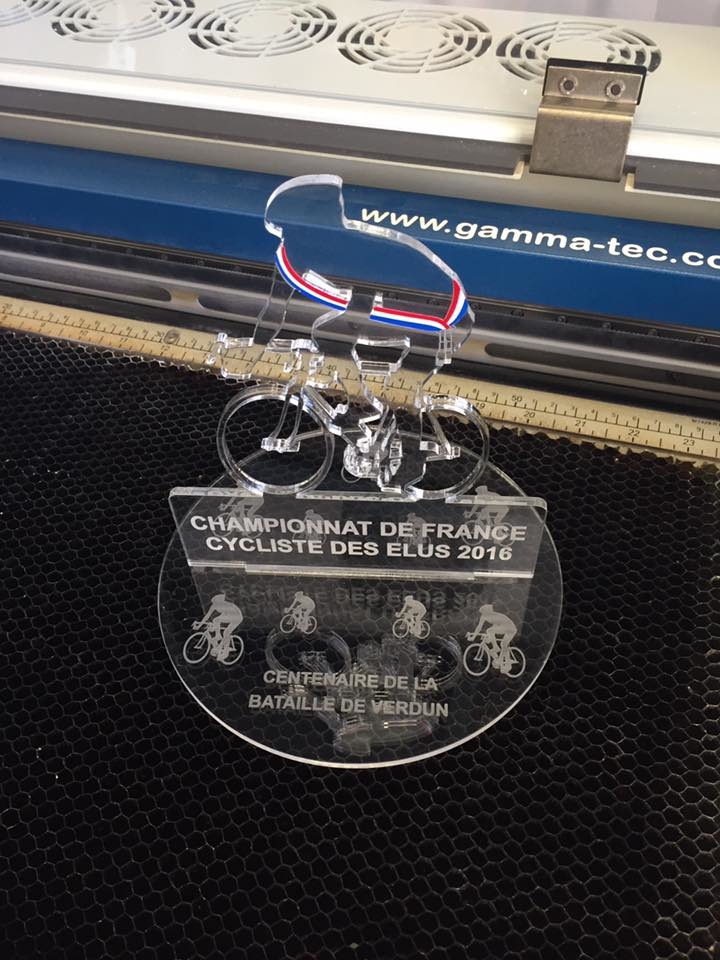 www.gamma-tec.co
CHAMPIONNAT DE FRANCE
CYCLISTE DES ELUS 2016
CENTENAIRE DE LA
BATAILLE DE VERDUN